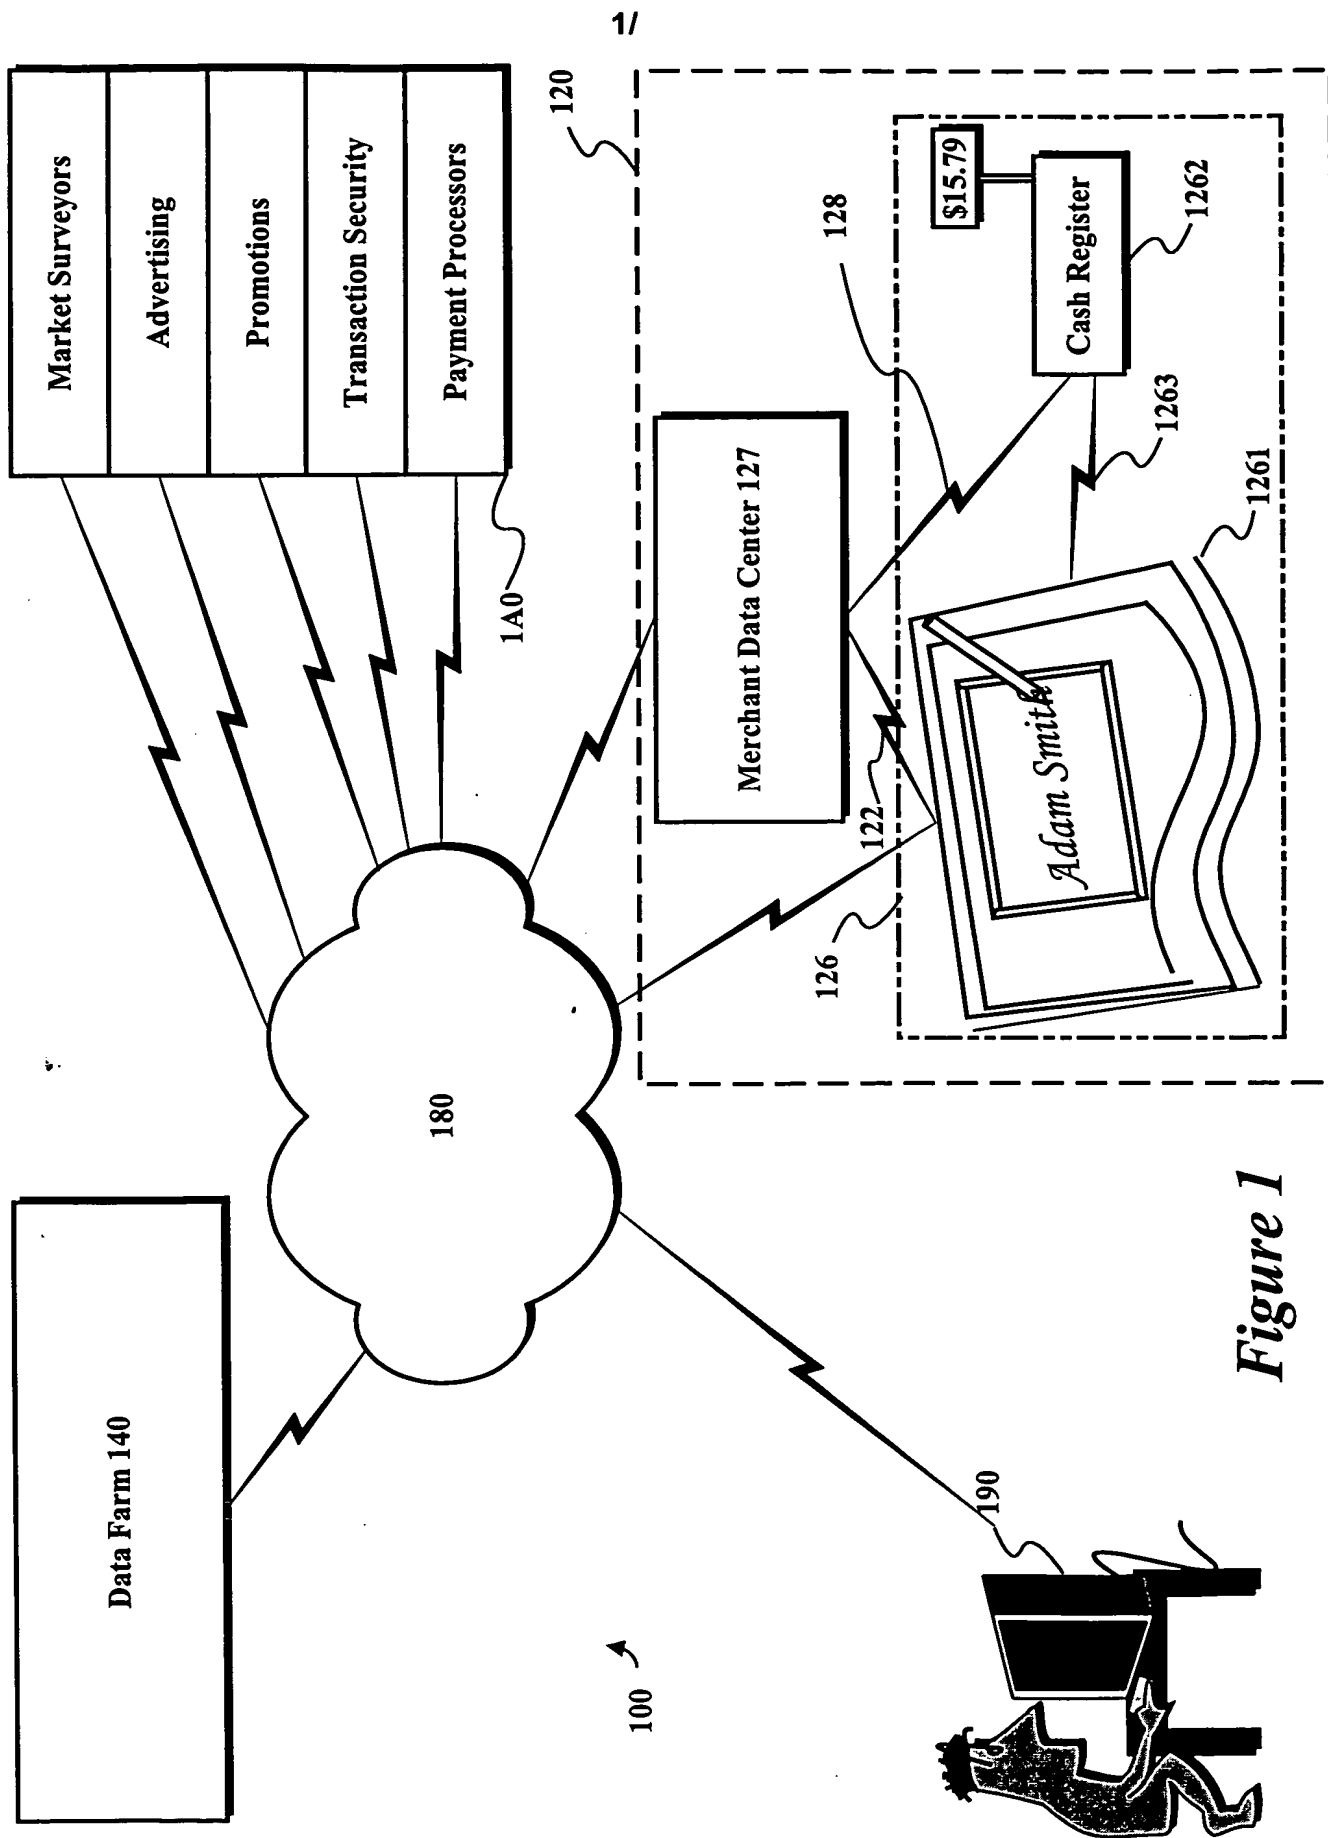 1/
Data Farm 140
Market Surveyors
Advertising
Promotions
Transaction Security
Payment Processors
1A0
180
100
120
Merchant Data Center 127
128
122
126
$15.79
Cash Register
1262
1263
1261
Adam Smith
190
Figure 1